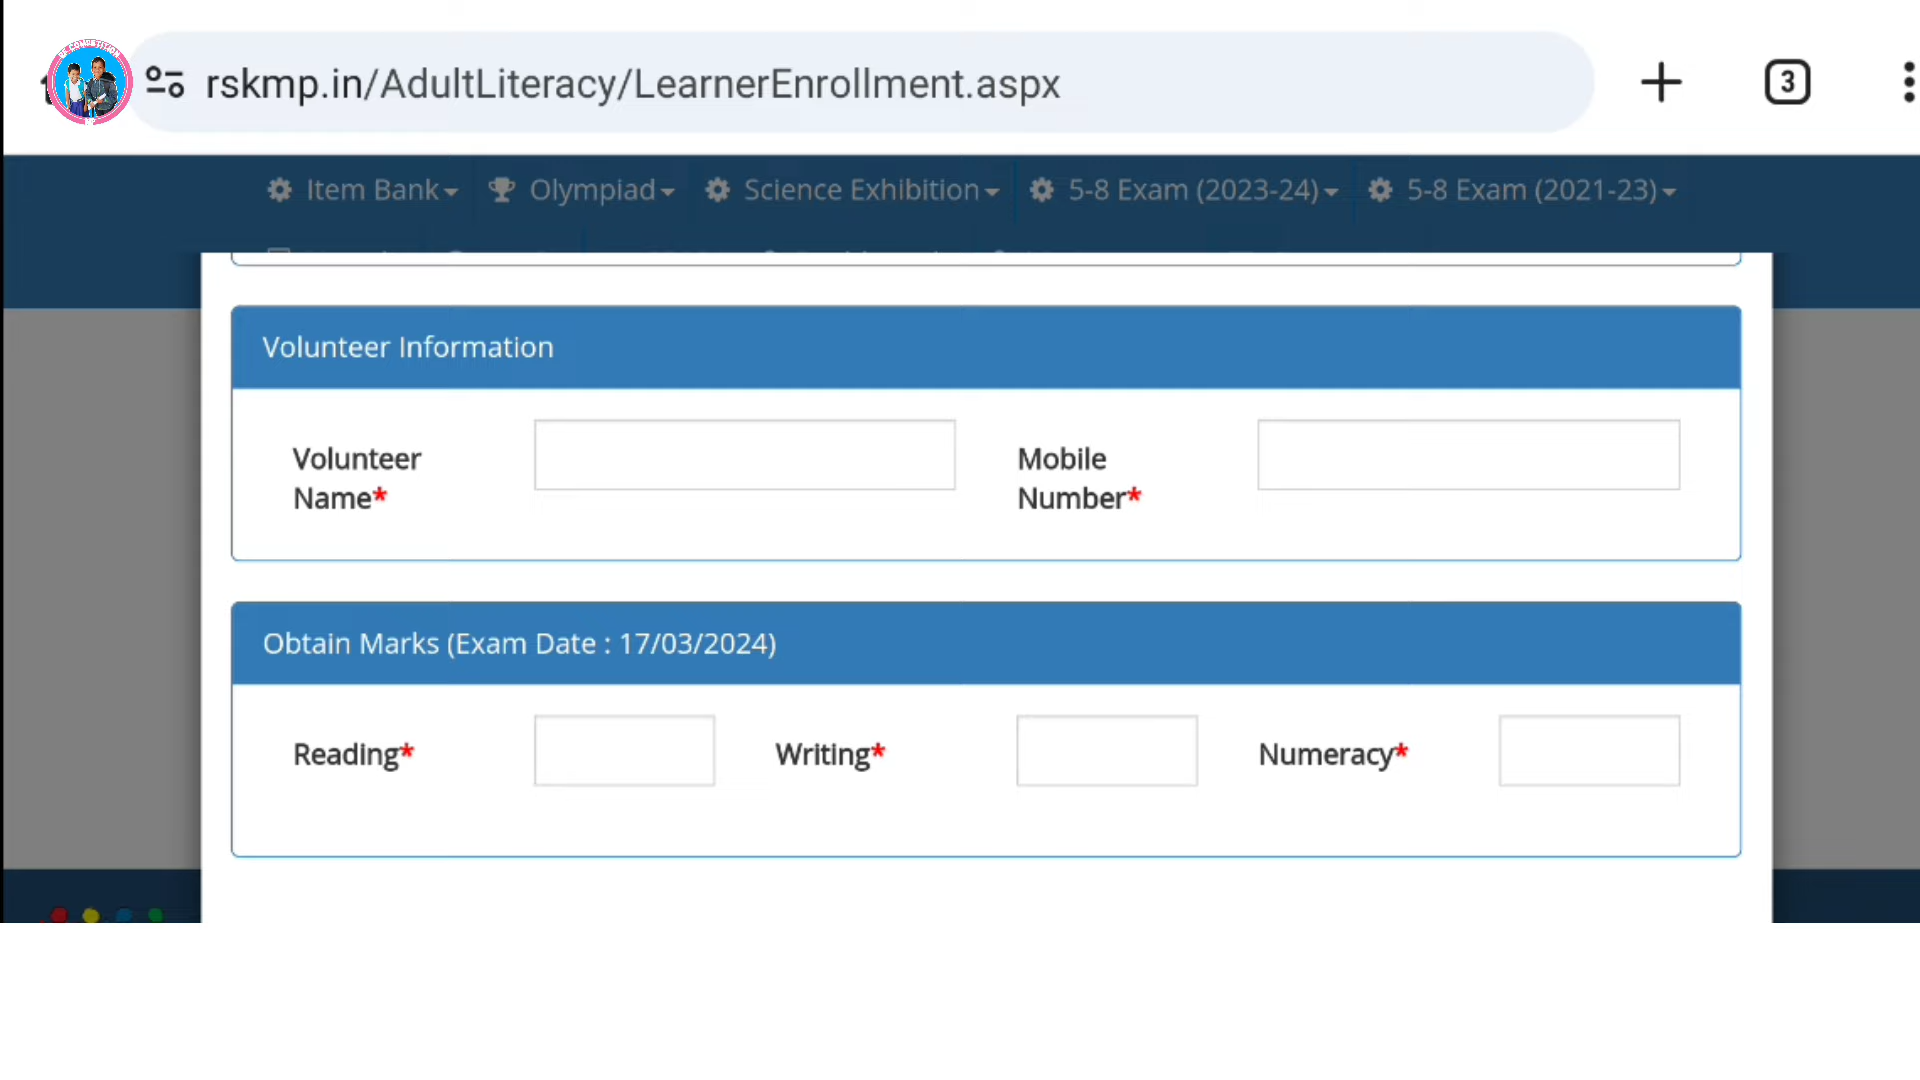 rskmp.in/AdultLiteracy/LearnerEnrollment.aspx
3
Item Bank Olympiad Science Exhibition 5-8 Exam (2023-24) 5-8 Exam (2021-23)
Volunteer Information
Volunteer Name* Mobile Number*
Obtain Marks (Exam Date : 17/03/2024)
Reading* Writing* Numeracy*